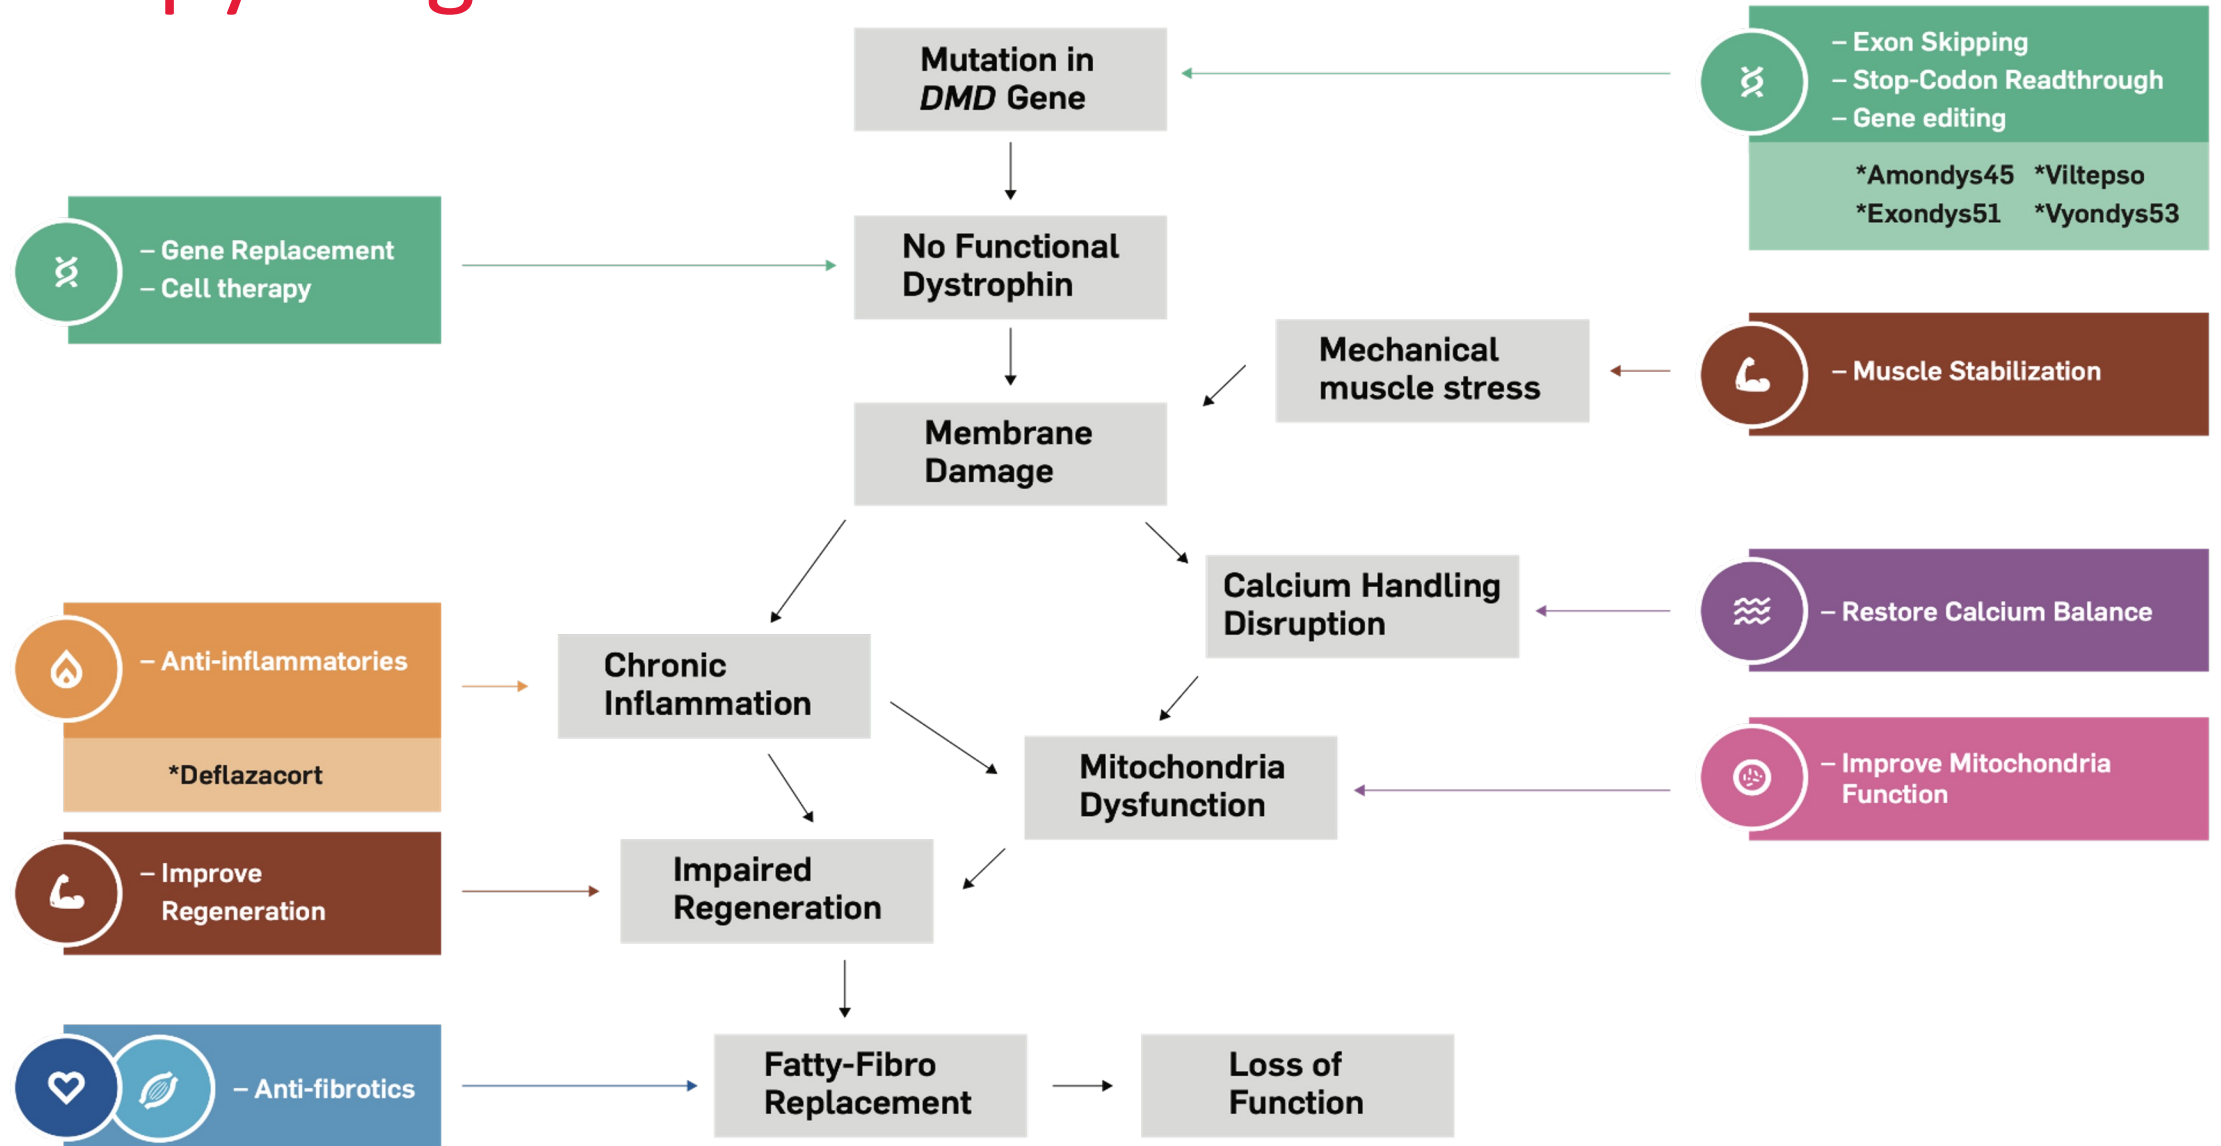 Mutation in
DMD Gene
– Exon Skipping
– Stop-Codon Readthrough
– Gene editing
*Amondys45 *Viltepso
*Exondys51 *Vyondys53
– Gene Replacement
– Cell therapy
No Functional
Dystrophin
Mechanical
muscle stress
– Muscle Stabilization
Membrane
Damage
Calcium Handling
Disruption
– Restore Calcium Balance
– Anti-inflammatories
*Deflazacort
Chronic
Inflammation
Mitochondria
Dysfunction
– Improve Mitochondria
Function
– Improve
Regeneration
Impaired
Regeneration
– Anti-fibrotics
Fatty-Fibro
Replacement
Loss of
Function